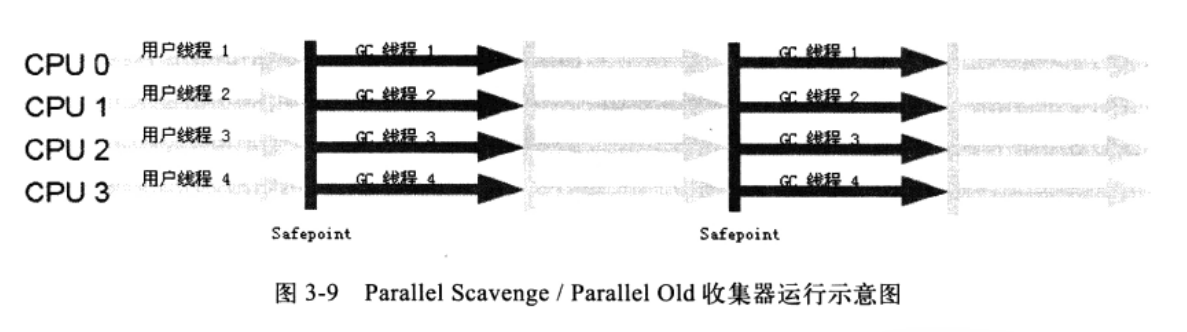 CPU 0 用户线程 1 GC 线程 1 GC 线程 1
CPU 1 用户线程 2 GC 线程 2 GC 线程 2
CPU 2 用户线程 3 GC 线程 3 GC 线程 3
CPU 3 用户线程 4 GC 线程 4 GC 线程 4
Safepoint Safepoint
图 3-9 Parallel Scavenge / Parallel Old 收集器运行示意图